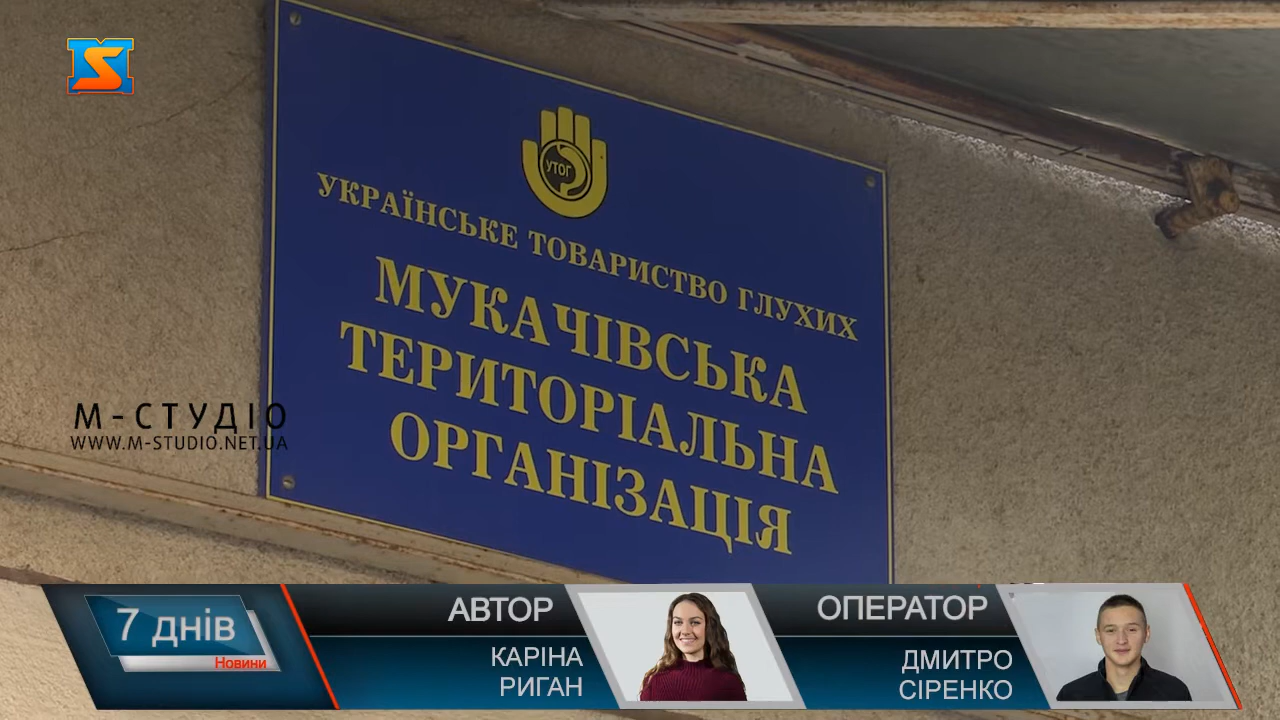 УТОГ
УКРАЇНСЬКЕ ТОВАРИСТВО ГЛУХИХ
МУКАЧІВСЬКА
ТЕРИТОРІАЛЬНА
ОРГАНІЗАЦІЯ
М-СТУДІО
WWW.M-STUDIO.NET.UA
7 днів
Новини
АВТОР
КАРІНА
РИГАН
ОПЕРАТОР
ДМИТРО
СІРЕНКО